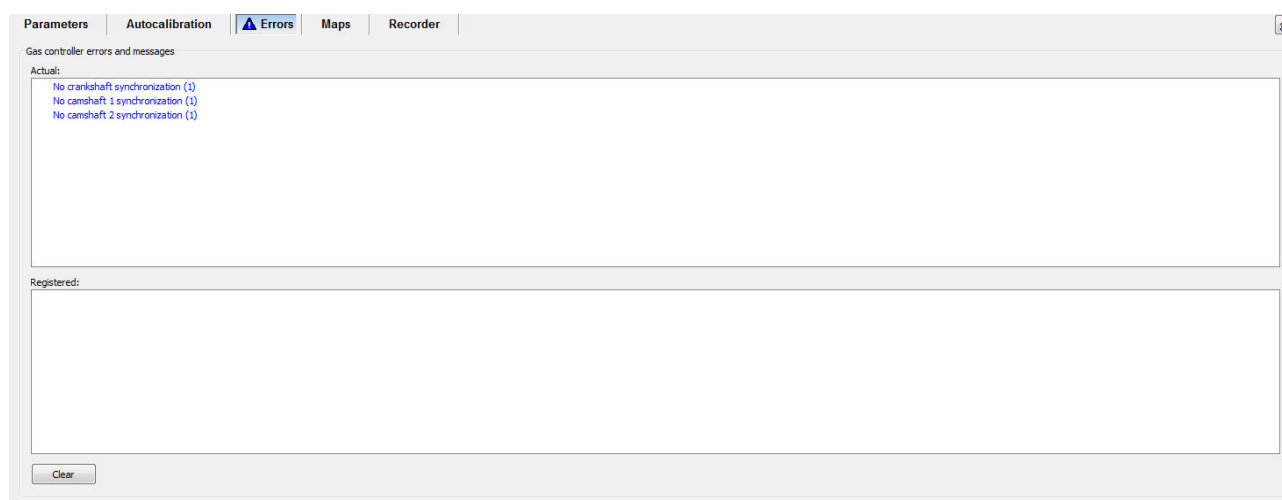 Parameters Autocalibration Errors Maps Recorder
Gas controller errors and messages
Actual:
No crankshaft synchronization (1)
No camshaft 1 synchronization (1)
No camshaft 2 synchronization (1)
Registered:
Clear